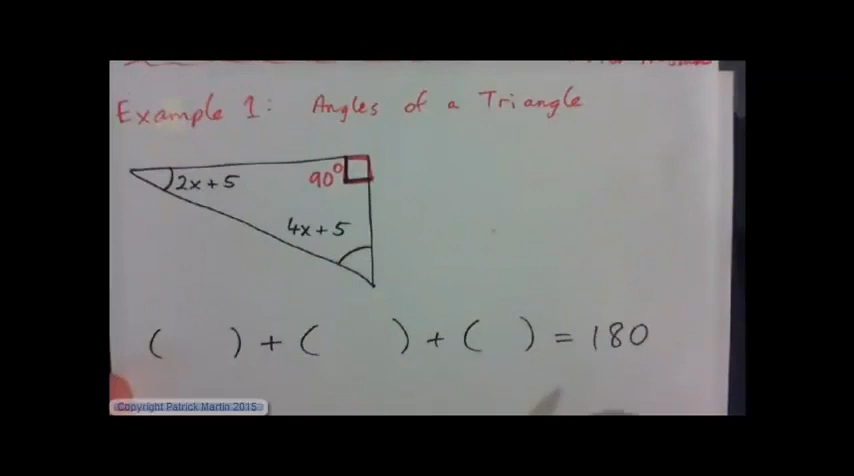 Example 1: Angles of a Triangle
2x+5
90°
4x+5
( ) + ( ) + ( ) = 180
Copyright Patrick Martin 2015